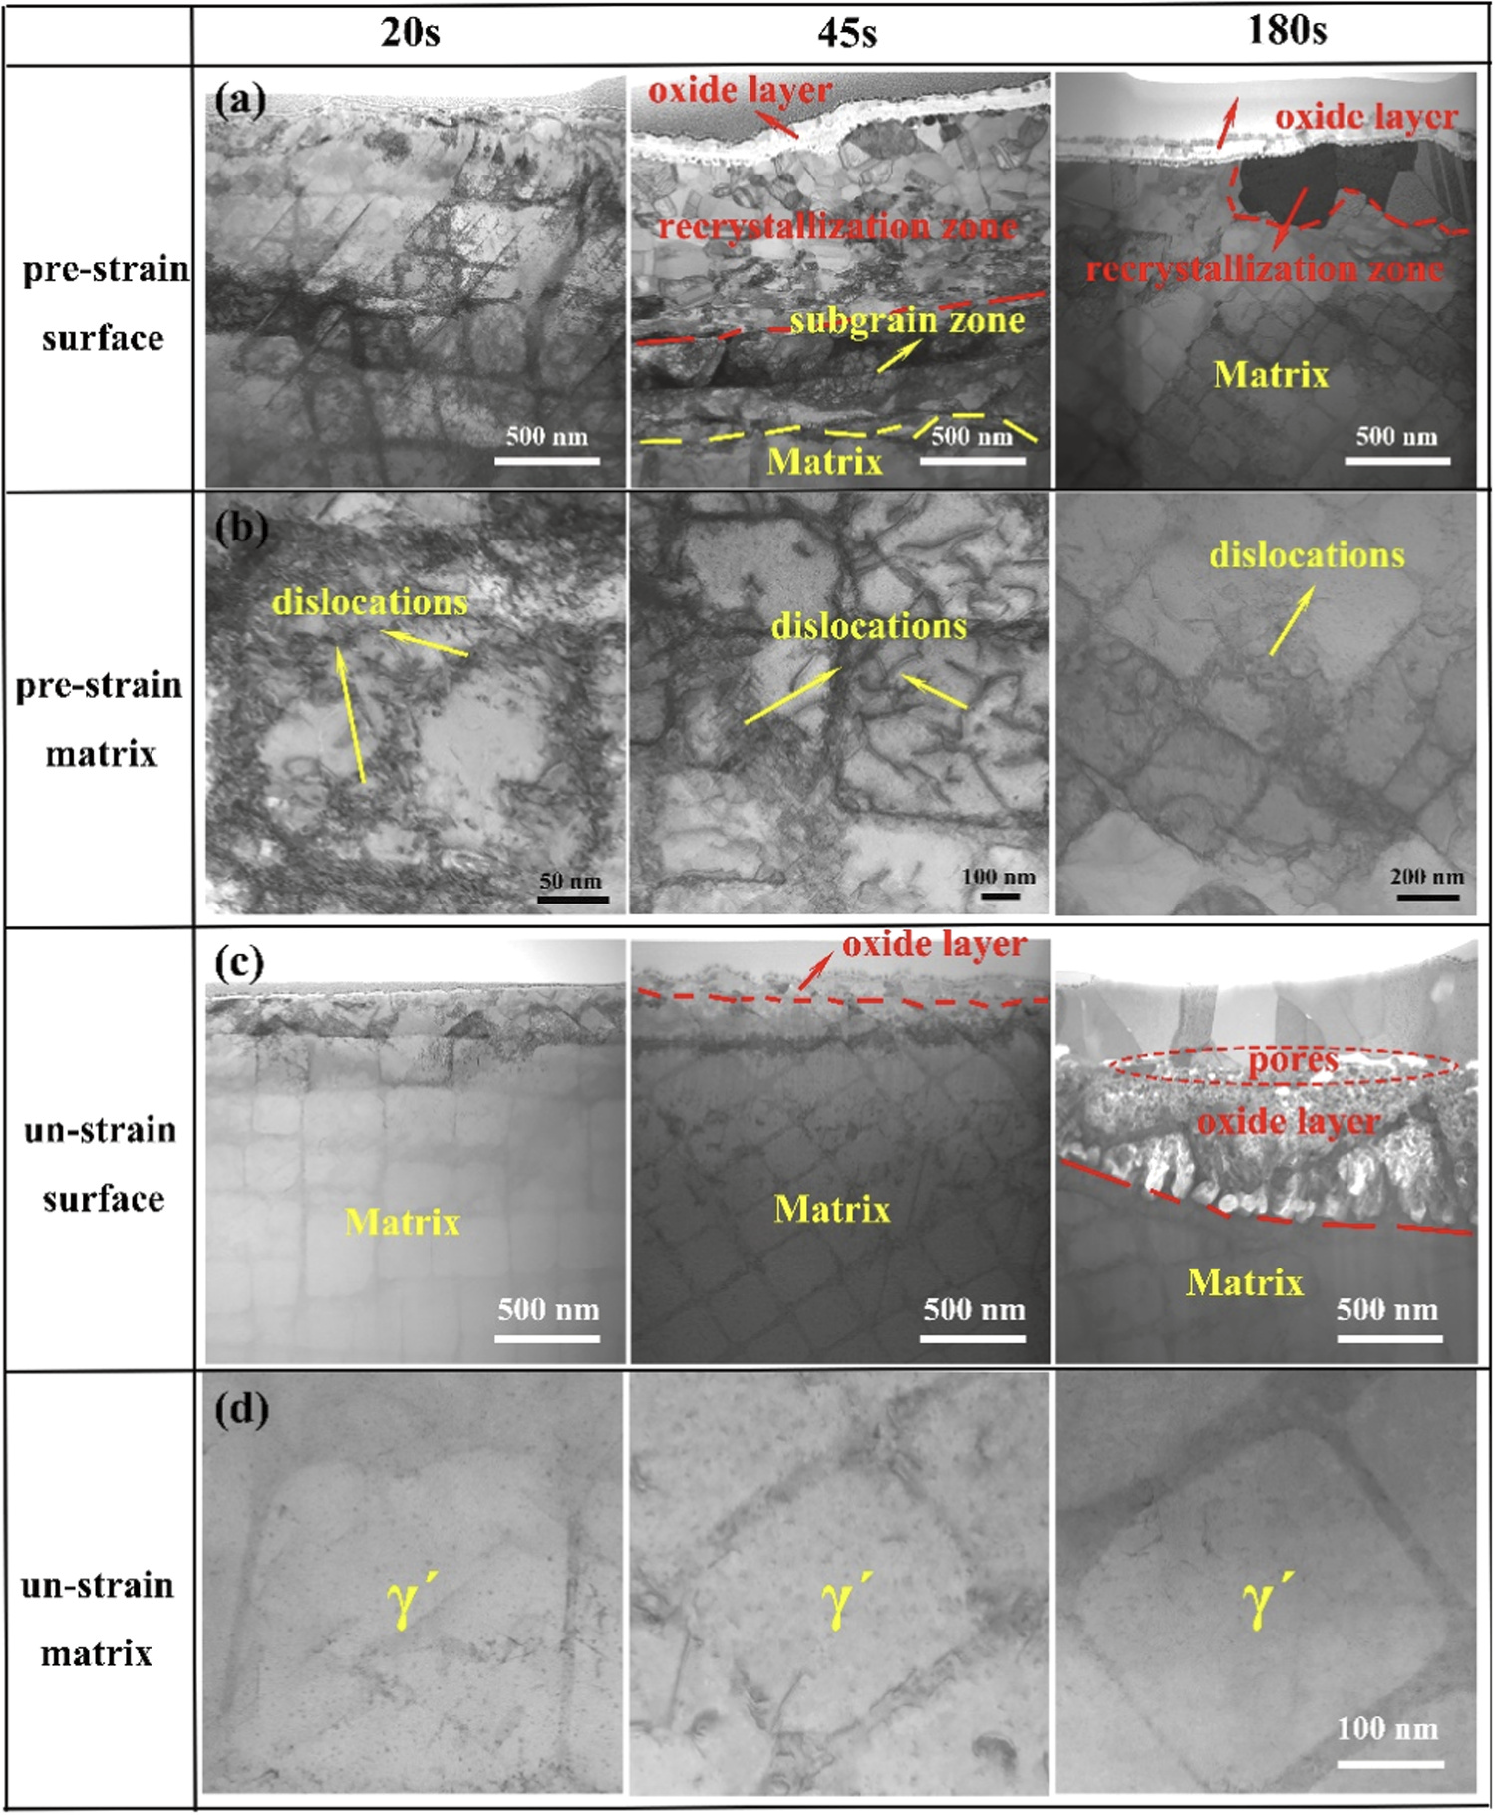 20s
45s
180s
pre-strain
surface
(a)
500 nm
oxide layer
recrystallization zone
subgrain zone
500 nm
Matrix
oxide layer
recrystallization zone
Matrix
500 nm
pre-strain
matrix
(b)
dislocations
50 nm
dislocations
100 nm
dislocations
200 nm
un-strain
surface
(c)
Matrix
500 nm
oxide layer
Matrix
500 nm
pores
oxide layer
Matrix
500 nm
un-strain
matrix
(d)
γ´
γ´
γ´
100 nm